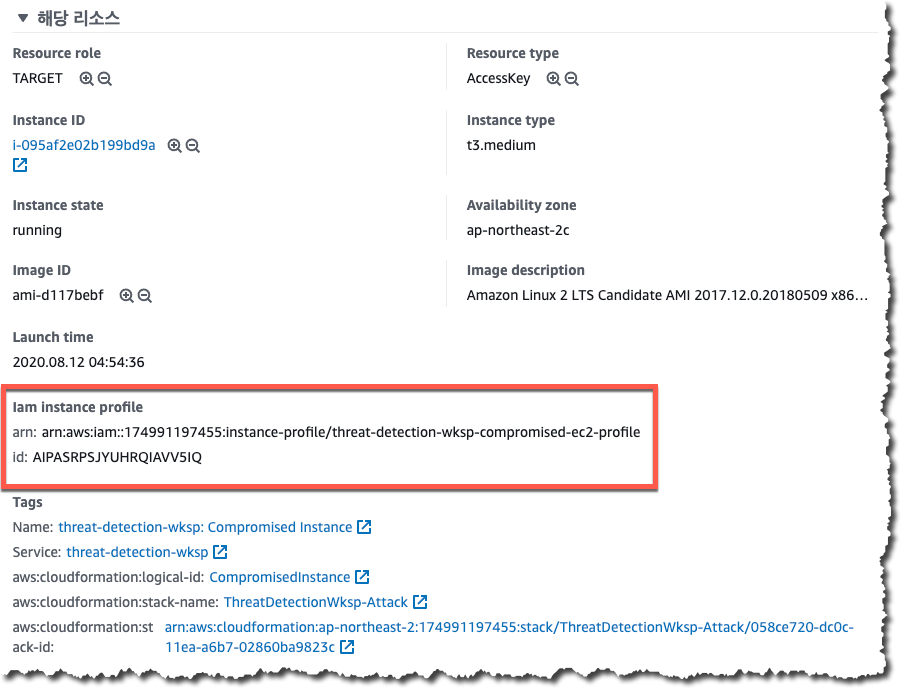 ▼ 해당 리소스
Resource role
TARGET
Resource type
AccessKey
Instance ID
i-095af2e02b199bd9a
Instance type
t3.medium
Instance state
running
Availability zone
ap-northeast-2c
Image ID
ami-d117bebf
Image description
Amazon Linux 2 LTS Candidate AMI 2017.12.0.20180509 x86…
Launch time
2020.08.12 04:54:36
Iam instance profile
arn: arn:aws:iam::174991197455:instance-profile/threat-detection-wksp-compromised-ec2-profile
id: AIPASRPSJYUHRQIAVV5IQ
Tags
Name: threat-detection-wksp: Compromised Instance
Service: threat-detection-wksp
aws:cloudformation:logical-id: CompromisedInstance
aws:cloudformation:stack-name: ThreatDetectionWksp-Attack
aws:cloudformation:st arn:aws:cloudformation:ap-northeast-2:174991197455:stack/ThreatDetectionWksp-Attack/058ce720-dc0c-
ack-id: 11ea-a6b7-02860ba9823c